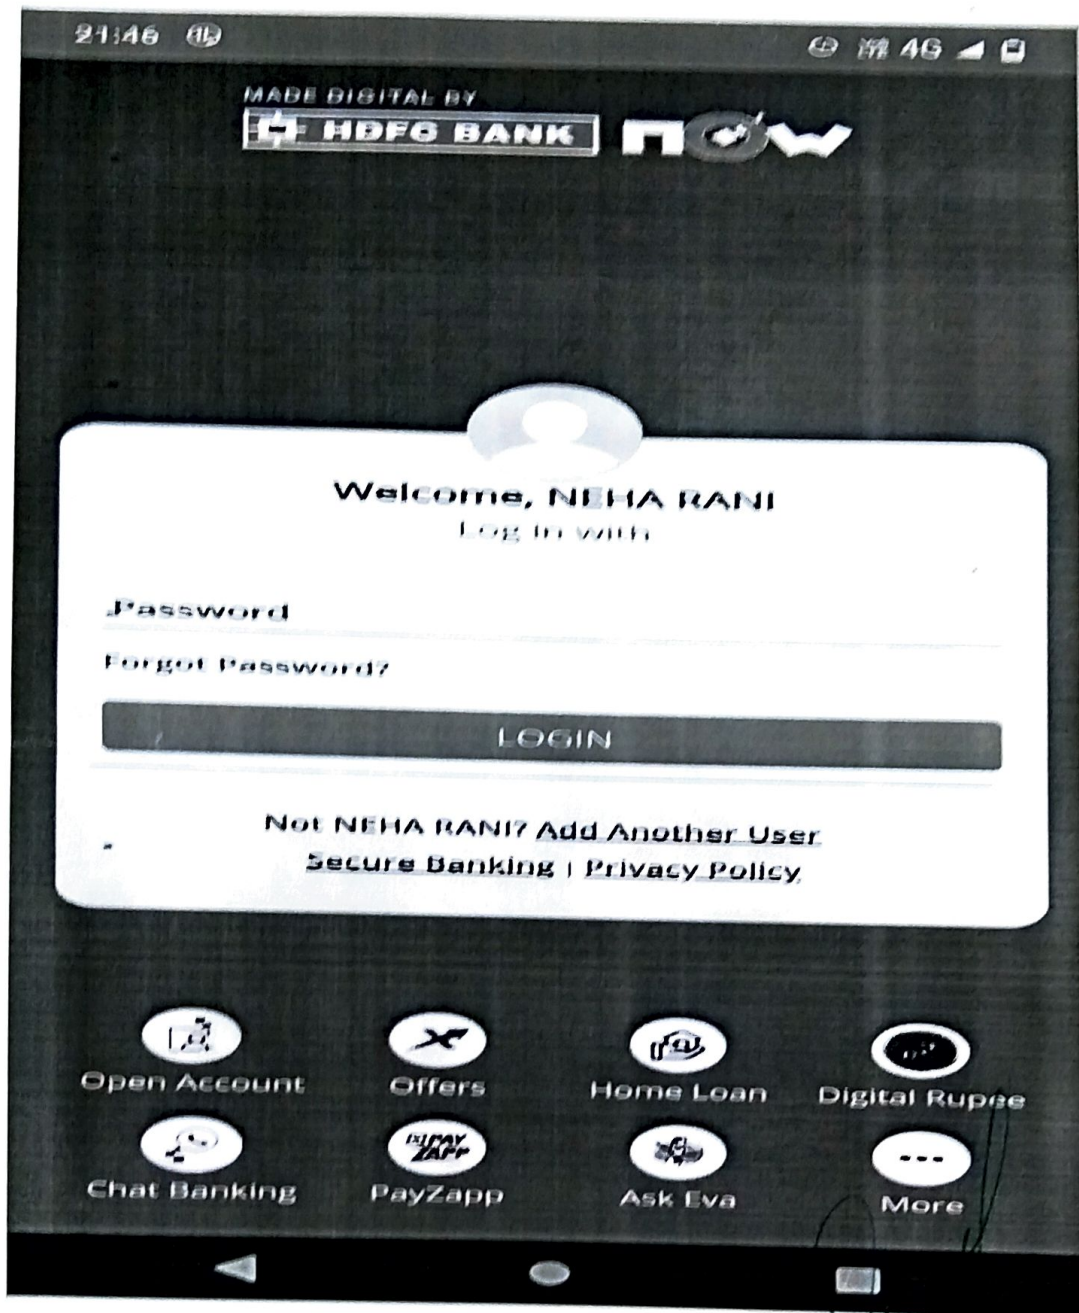 21:46
4G
MADE DIGITAL BY
HDFC BANK now
Welcome, NEHA RANI
Log in with
Password
Forgot Password?
LOGIN
Not NEHA RANI? Add Another User
Secure Banking | Privacy Policy
Open Account Offers Home Loan Digital Rupee
PAY
ZAPP
Chat Banking PayZapp Ask Eva More